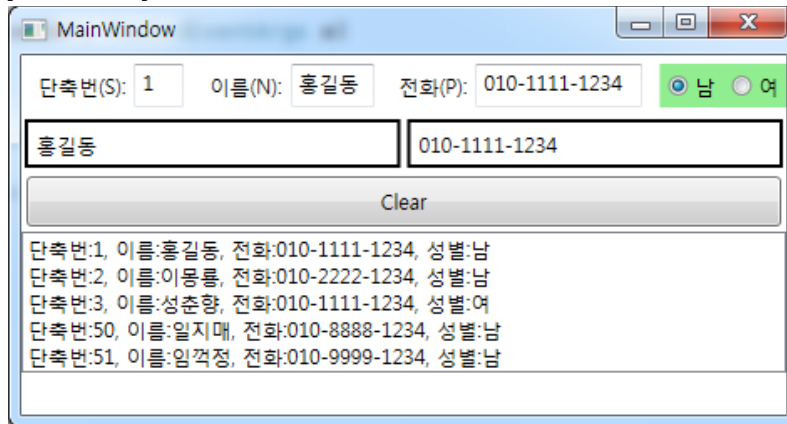 MainWindow
단축번(S): 1 이름(N): 홍길동 전화(P): 010-1111-1234 남 여
홍길동 010-1111-1234
Clear
단축번:1, 이름:홍길동, 전화:010-1111-1234, 성별:남
단축번:2, 이름:이몽룡, 전화:010-2222-1234, 성별:남
단축번:3, 이름:성춘향, 전화:010-1111-1234, 성별:여
단축번:50, 이름:일지매, 전화:010-8888-1234, 성별:남
단축번:51, 이름:임꺽정, 전화:010-9999-1234, 성별:남